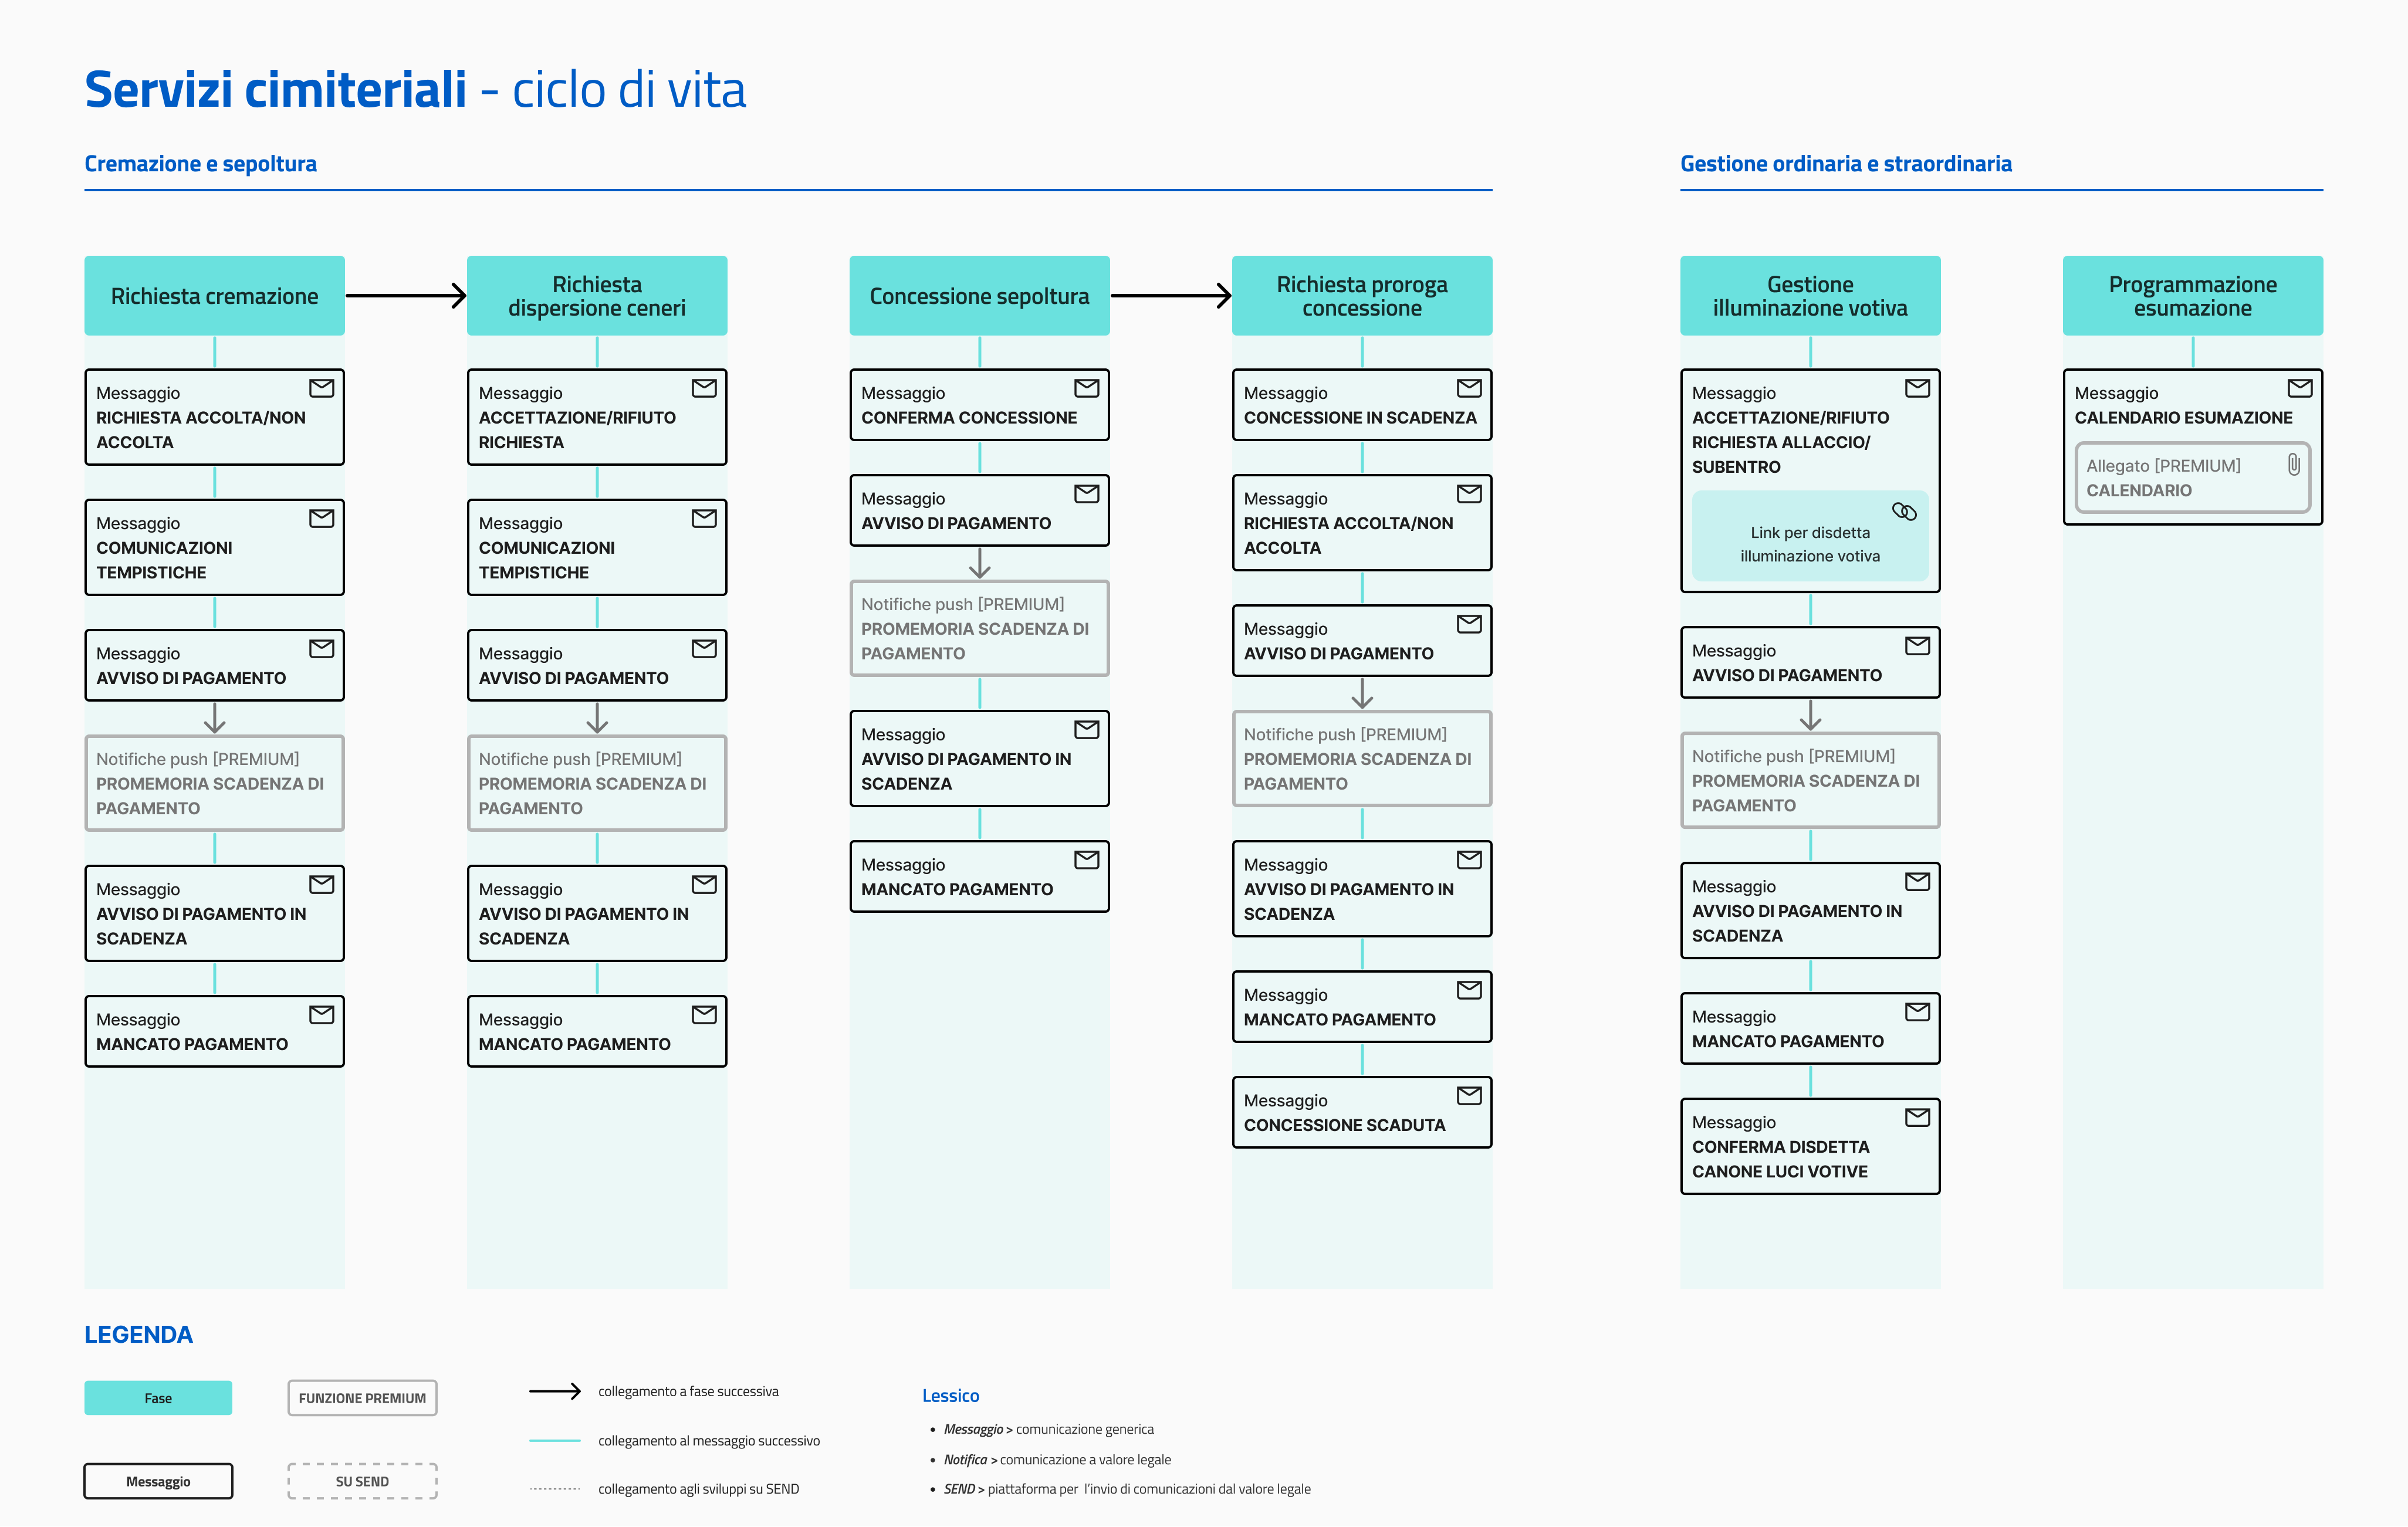 Servizi cimiteriali - ciclo di vita
Cremazione e sepoltura
Richiesta cremazione
Messaggio
RICHIESTA ACCOLTA/NON
ACCOLTA
Messaggio
COMUNICAZIONI
TEMPISTICHE
Messaggio
AVVISO DI PAGAMENTO
Notifiche push [PREMIUM]
PROMEMORIA SCADENZA DI
PAGAMENTO
Messaggio
AVVISO DI PAGAMENTO IN
SCADENZA
Messaggio
MANCATO PAGAMENTO
Richiesta
dispersione ceneri
Messaggio
ACCETTAZIONE/RIFIUTO
RICHIESTA
Messaggio
COMUNICAZIONI
TEMPISTICHE
Messaggio
AVVISO DI PAGAMENTO
Notifiche push [PREMIUM]
PROMEMORIA SCADENZA DI
PAGAMENTO
Messaggio
AVVISO DI PAGAMENTO IN
SCADENZA
Messaggio
MANCATO PAGAMENTO
Concessione sepoltura
Messaggio
CONFERMA CONCESSIONE
Messaggio
AVVISO DI PAGAMENTO
Notifiche push [PREMIUM]
PROMEMORIA SCADENZA DI
PAGAMENTO
Messaggio
AVVISO DI PAGAMENTO IN
SCADENZA
Messaggio
MANCATO PAGAMENTO
Richiesta proroga
concessione
Messaggio
CONCESSIONE IN SCADENZA
Messaggio
RICHIESTA ACCOLTA/NON
ACCOLTA
Messaggio
AVVISO DI PAGAMENTO
Notifiche push [PREMIUM]
PROMEMORIA SCADENZA DI
PAGAMENTO
Messaggio
AVVISO DI PAGAMENTO IN
SCADENZA
Messaggio
MANCATO PAGAMENTO
Messaggio
CONCESSIONE SCADUTA
Gestione ordinaria e straordinaria
Gestione
illuminazione votiva
Messaggio
ACCETTAZIONE/RIFIUTO
RICHIESTA ALLACCIO/
SUBENTRO
Link per disdetta
illuminazione votiva
Messaggio
AVVISO DI PAGAMENTO
Notifiche push [PREMIUM]
PROMEMORIA SCADENZA DI
PAGAMENTO
Messaggio
AVVISO DI PAGAMENTO IN
SCADENZA
Messaggio
MANCATO PAGAMENTO
Messaggio
CONFERMA DISDETTA
CANONE LUCI VOTIVE
Programmazione
esumazione
Messaggio
CALENDARIO ESUMAZIONE
Allegato [PREMIUM]
CALENDARIO
LEGENDA
Fase
FUNZIONE PREMIUM
Messaggio
SU SEND
collegamento a fase successiva
collegamento al messaggio successivo
collegamento agli sviluppi su SEND
Lessico
• Messaggio > comunicazione generica
• Notifica > comunicazione a valore legale
• SEND > piattaforma per l'invio di comunicazioni dal valore legale